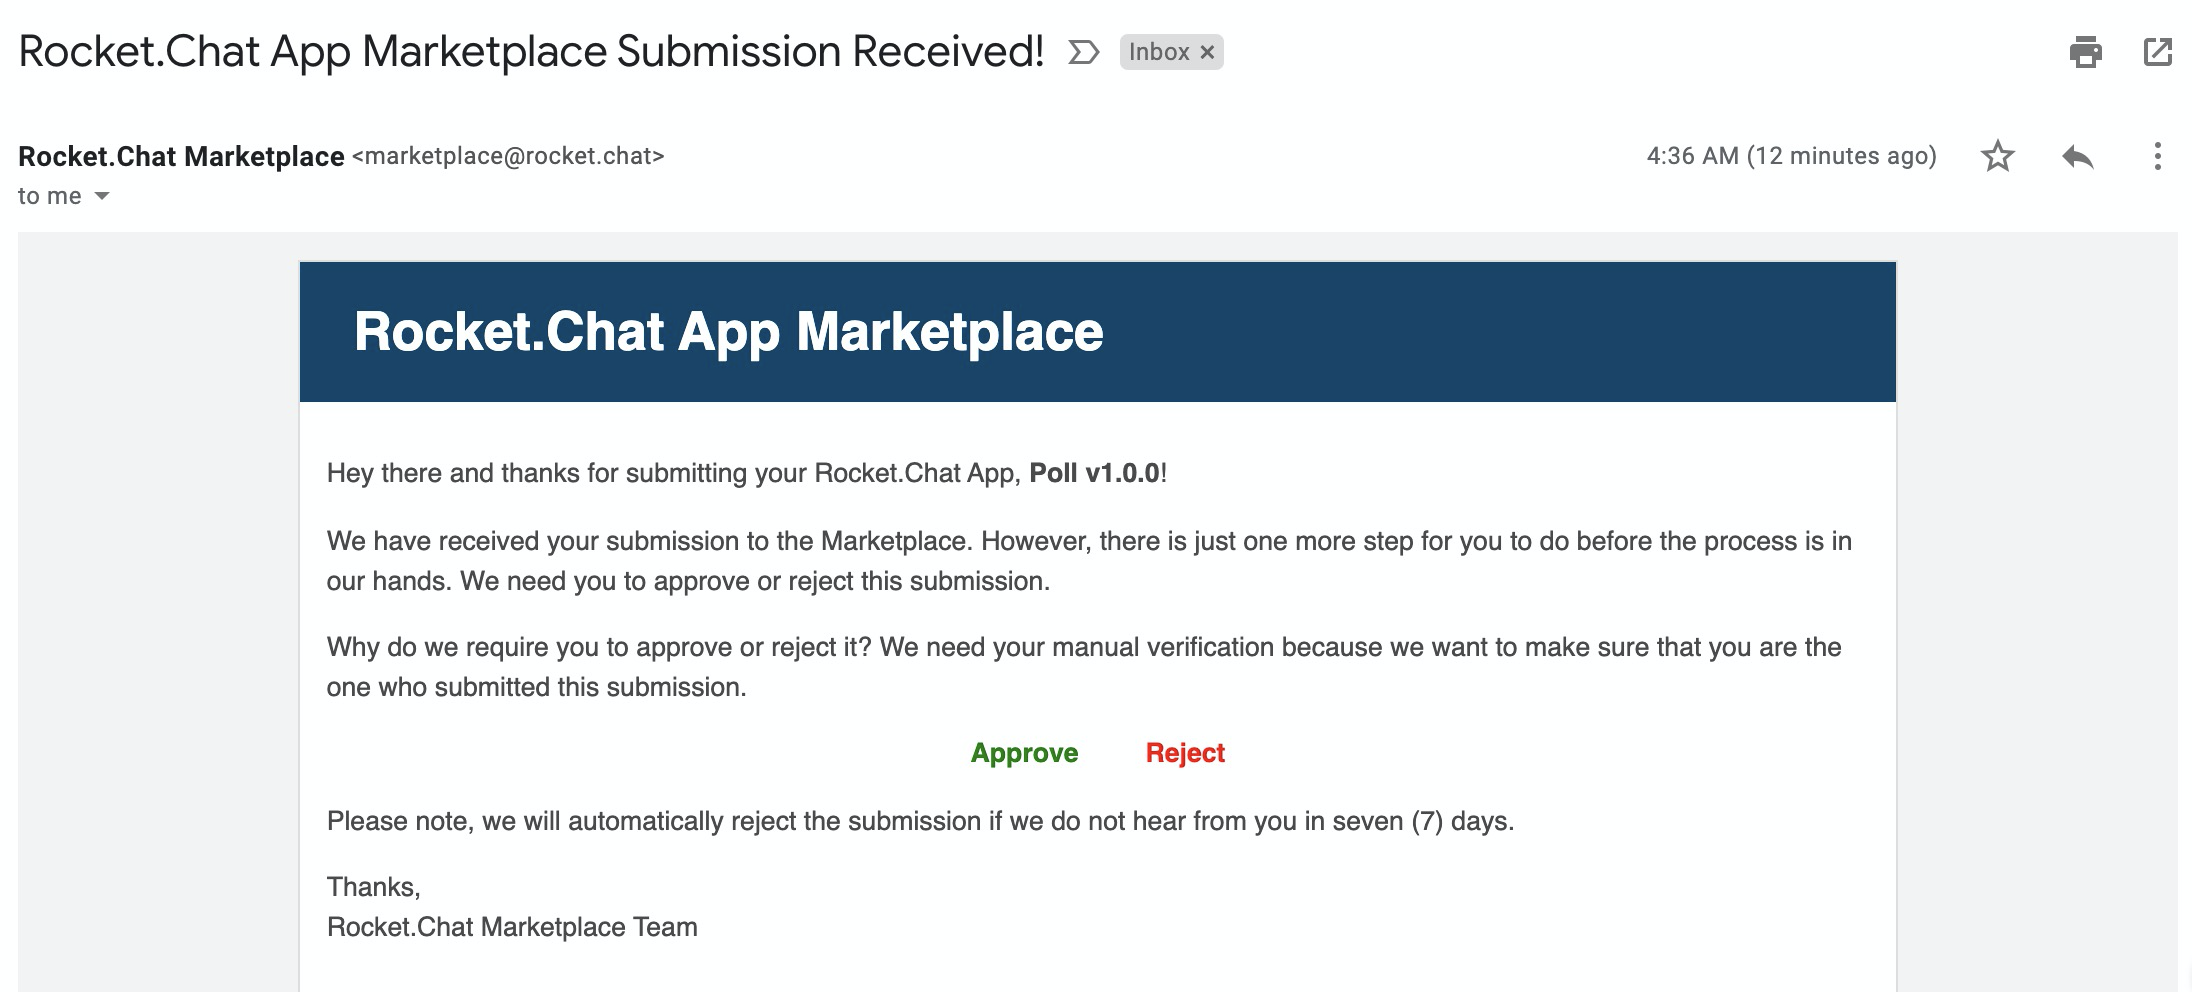 Rocket.Chat App Marketplace Submission Received! Inbox ×
Rocket.Chat Marketplace <marketplace@rocket.chat> 4:36 AM (12 minutes ago)
to me
Rocket.Chat App Marketplace
Hey there and thanks for submitting your Rocket.Chat App, Poll v1.0.0!
We have received your submission to the Marketplace. However, there is just one more step for you to do before the process is in
our hands. We need you to approve or reject this submission.
Why do we require you to approve or reject it? We need your manual verification because we want to make sure that you are the
one who submitted this submission.
Approve Reject
Please note, we will automatically reject the submission if we do not hear from you in seven (7) days.
Thanks,
Rocket.Chat Marketplace Team